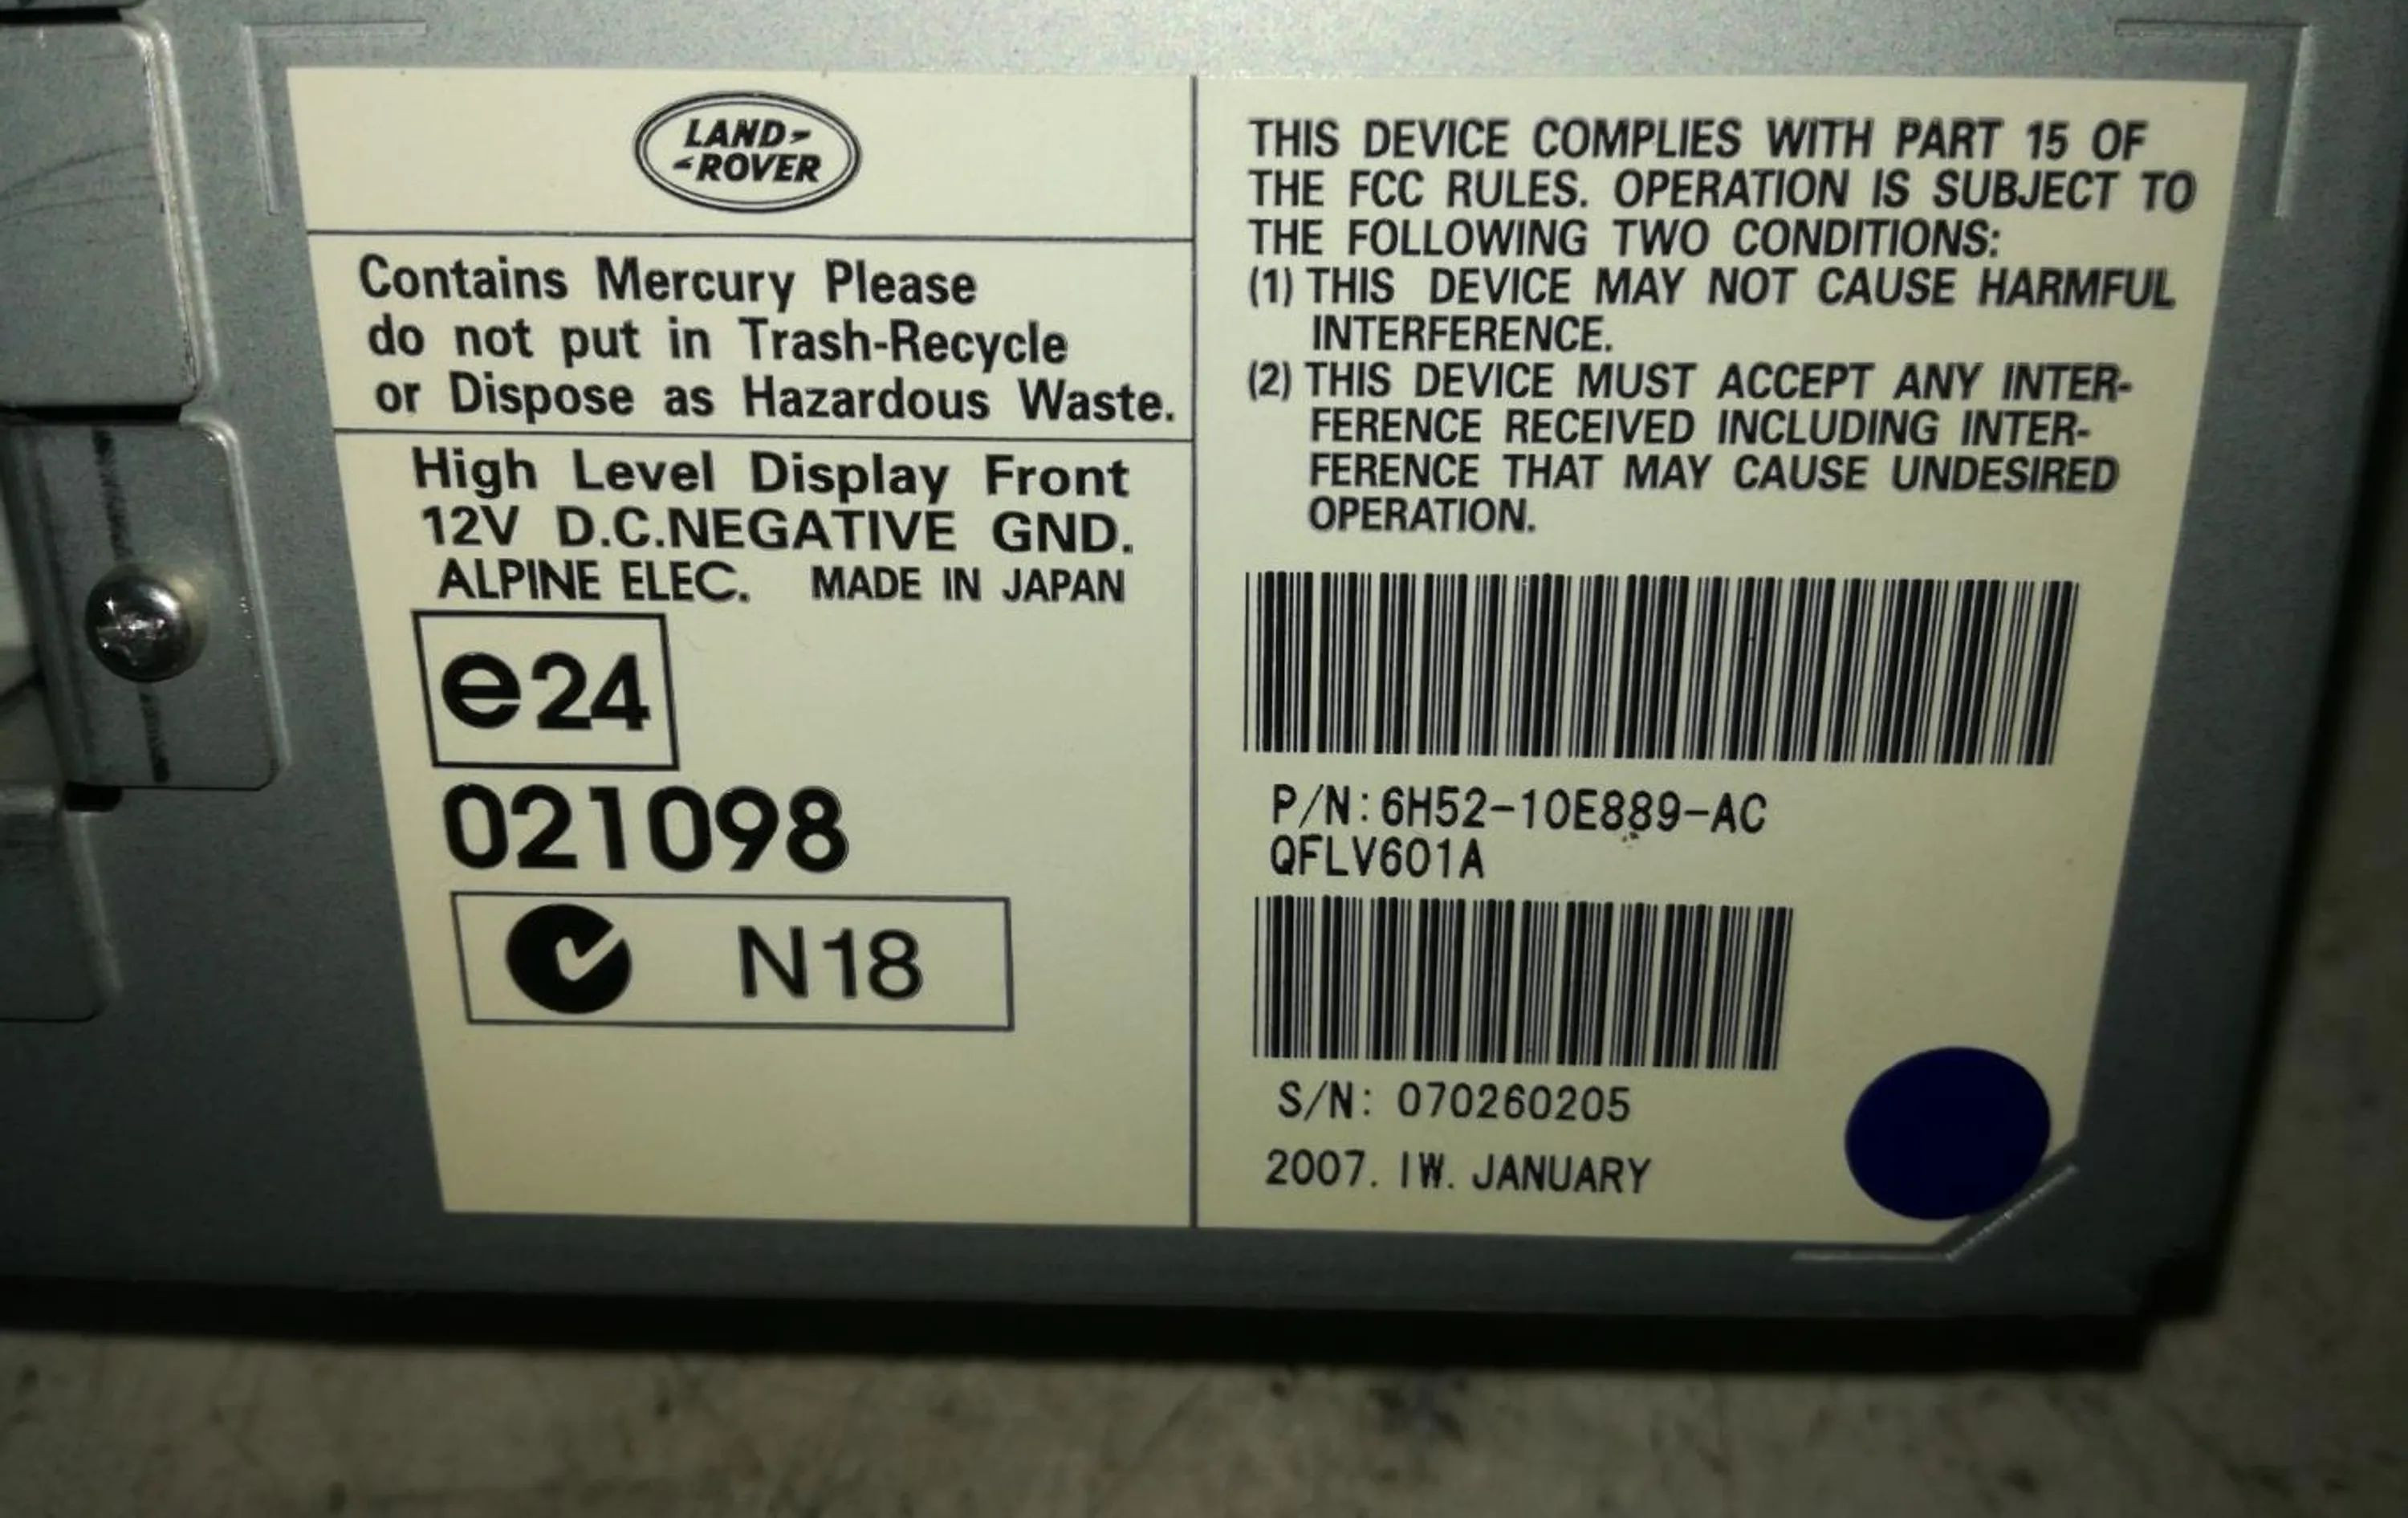 LAND-
-ROVER
Contains Mercury Please
do not put in Trash-Recycle
or Dispose as Hazardous Waste.
High Level Display Front
12V D.C.NEGATIVE GND.
ALPINE ELEC. MADE IN JAPAN
e24
021098
N18
THIS DEVICE COMPLIES WITH PART 15 OF
THE FCC RULES. OPERATION IS SUBJECT TO
THE FOLLOWING TWO CONDITIONS:
(1) THIS DEVICE MAY NOT CAUSE HARMFUL
INTERFERENCE.
(2) THIS DEVICE MUST ACCEPT ANY INTER-
FERENCE RECEIVED INCLUDING INTER-
FERENCE THAT MAY CAUSE UNDESIRED
OPERATION.
P/N:6H52-10E889-AC
QFLV601A
S/N: 070260205
2007. 1W. JANUARY